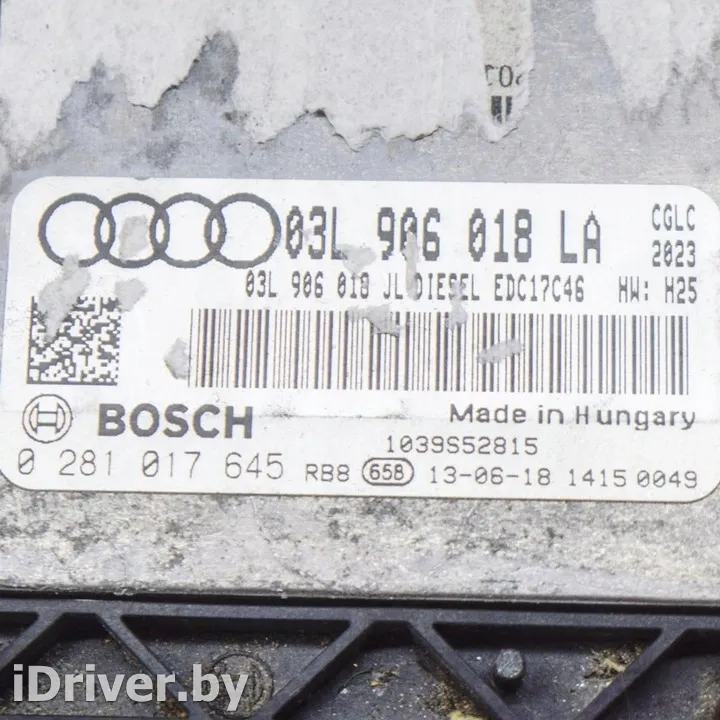 03L 906 018 LA
CGLC
2023
03L 906 018 JL DIESEL EDC17C46 HW: H25
BOSCH
Made in Hungary
1039S52815
0 281 017 645 RB8 658 13-06-18 1415 0049
iDriver.by